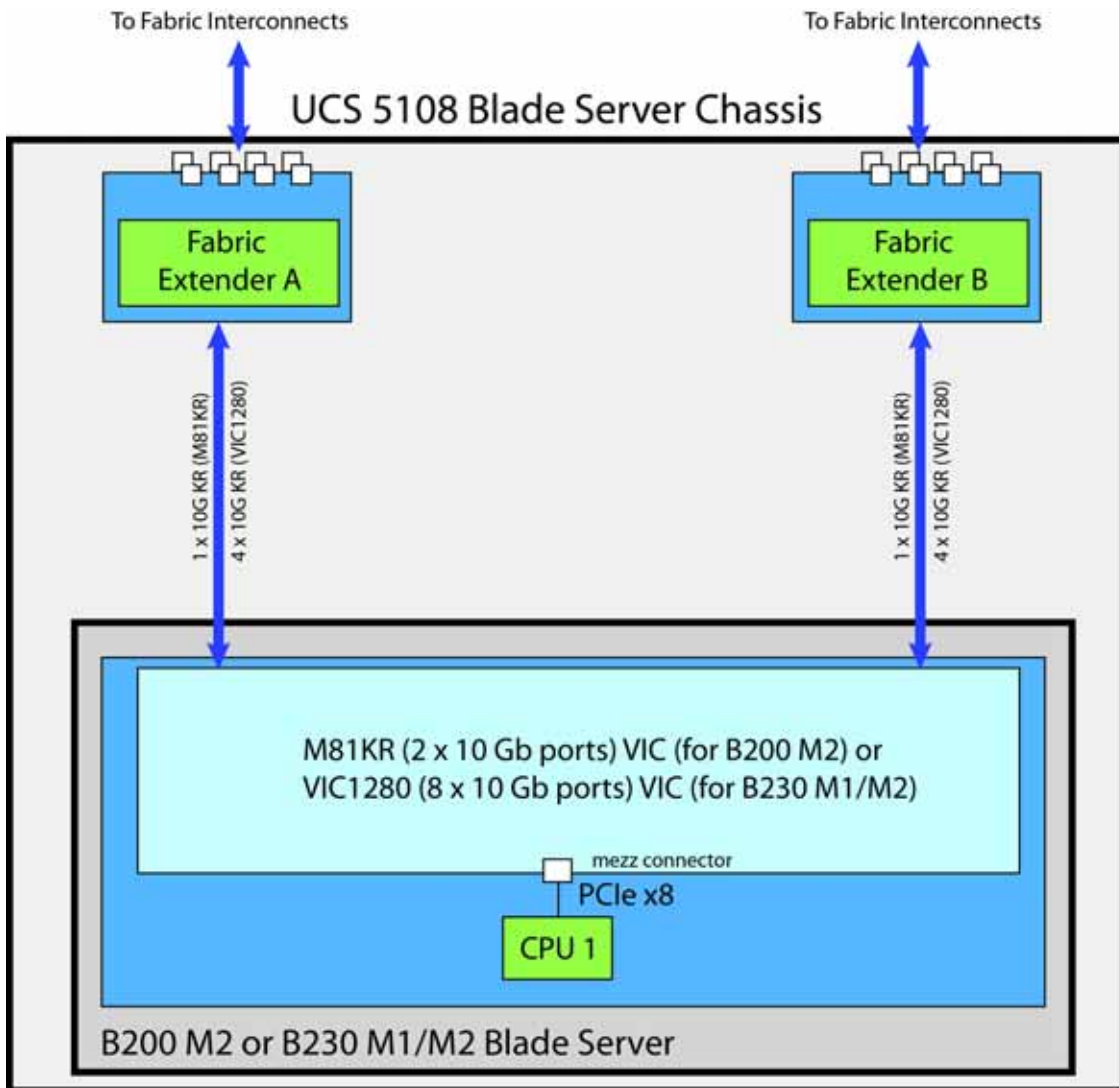 To Fabric Interconnects
To Fabric Interconnects
UCS 5108 Blade Server Chassis
Fabric
Extender A
Fabric
Extender B
1 x 10G KR (M81KR)
4 x 10G KR (VIC1280)
1 x 10G KR (M81KR)
4 x 10G KR (VIC1280)
M81KR (2 x 10 Gb ports) VIC (for B200 M2) or
VIC1280 (8 x 10 Gb ports) VIC (for B230 M1/M2)
mezz connector
PCIe x8
CPU 1
B200 M2 or B230 M1/M2 Blade Server